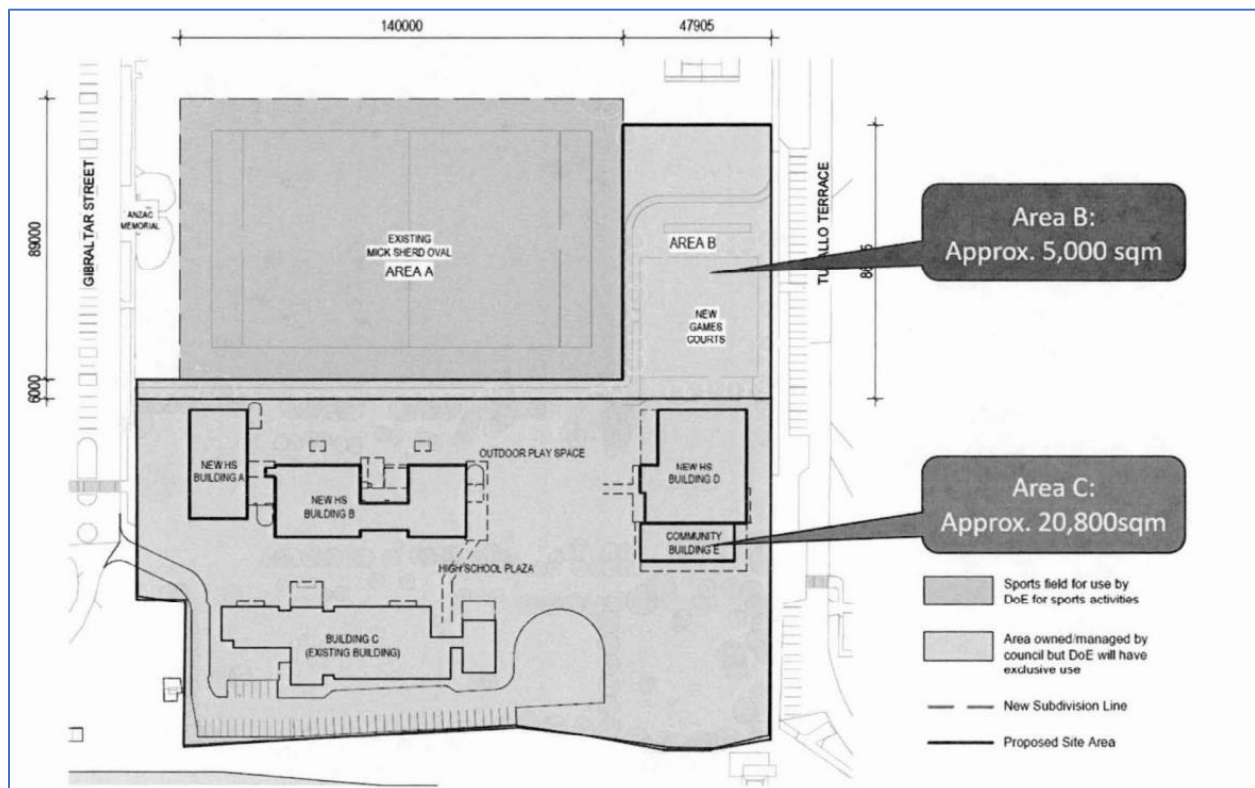 140000
47905
89000
6000
GIBRALTAR STREET
ANZAC
MEMORIAL
EXISTING
MICK SHERD OVAL
AREA A
AREA B
NEW
GAMES
COURTS
TERRACE
Area B:
Approx. 5,000 sqm
NEW HS
BUILDING A
NEW HS
BUILDING B
OUTDOOR PLAY SPACE
NEW HS
BUILDING D
COMMUNITY
BUILDING E
HIGH SCHOOL PLAZA
BUILDING C
(EXISTING BUILDING)
Area C:
Approx. 20,800sqm
Sports field for use by
DoE for sports activities
Area owned/managed by
council but DoE will have
exclusive use
New Subdivision Line
Proposed Site Area